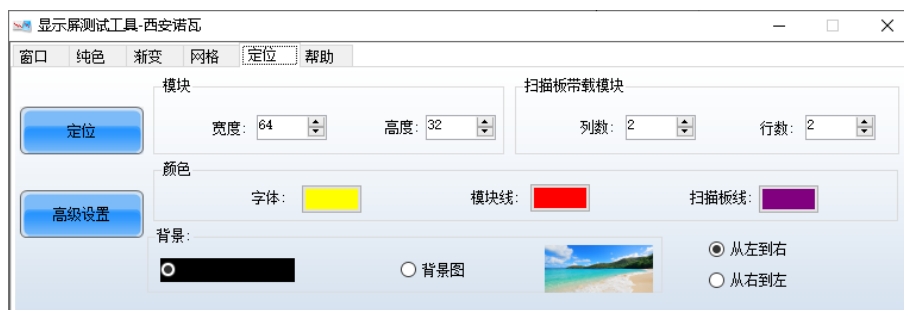 显示屏测试工具-西安诺瓦
窗口 纯色 渐变 网格 定位 帮助
模块 扫描板带载模块
定位 宽度: 64 高度: 32 列数: 2 行数: 2
颜色
高级设置 字体: 模块线: 扫描板线:
背景:
背景图 从左到右
从右到左